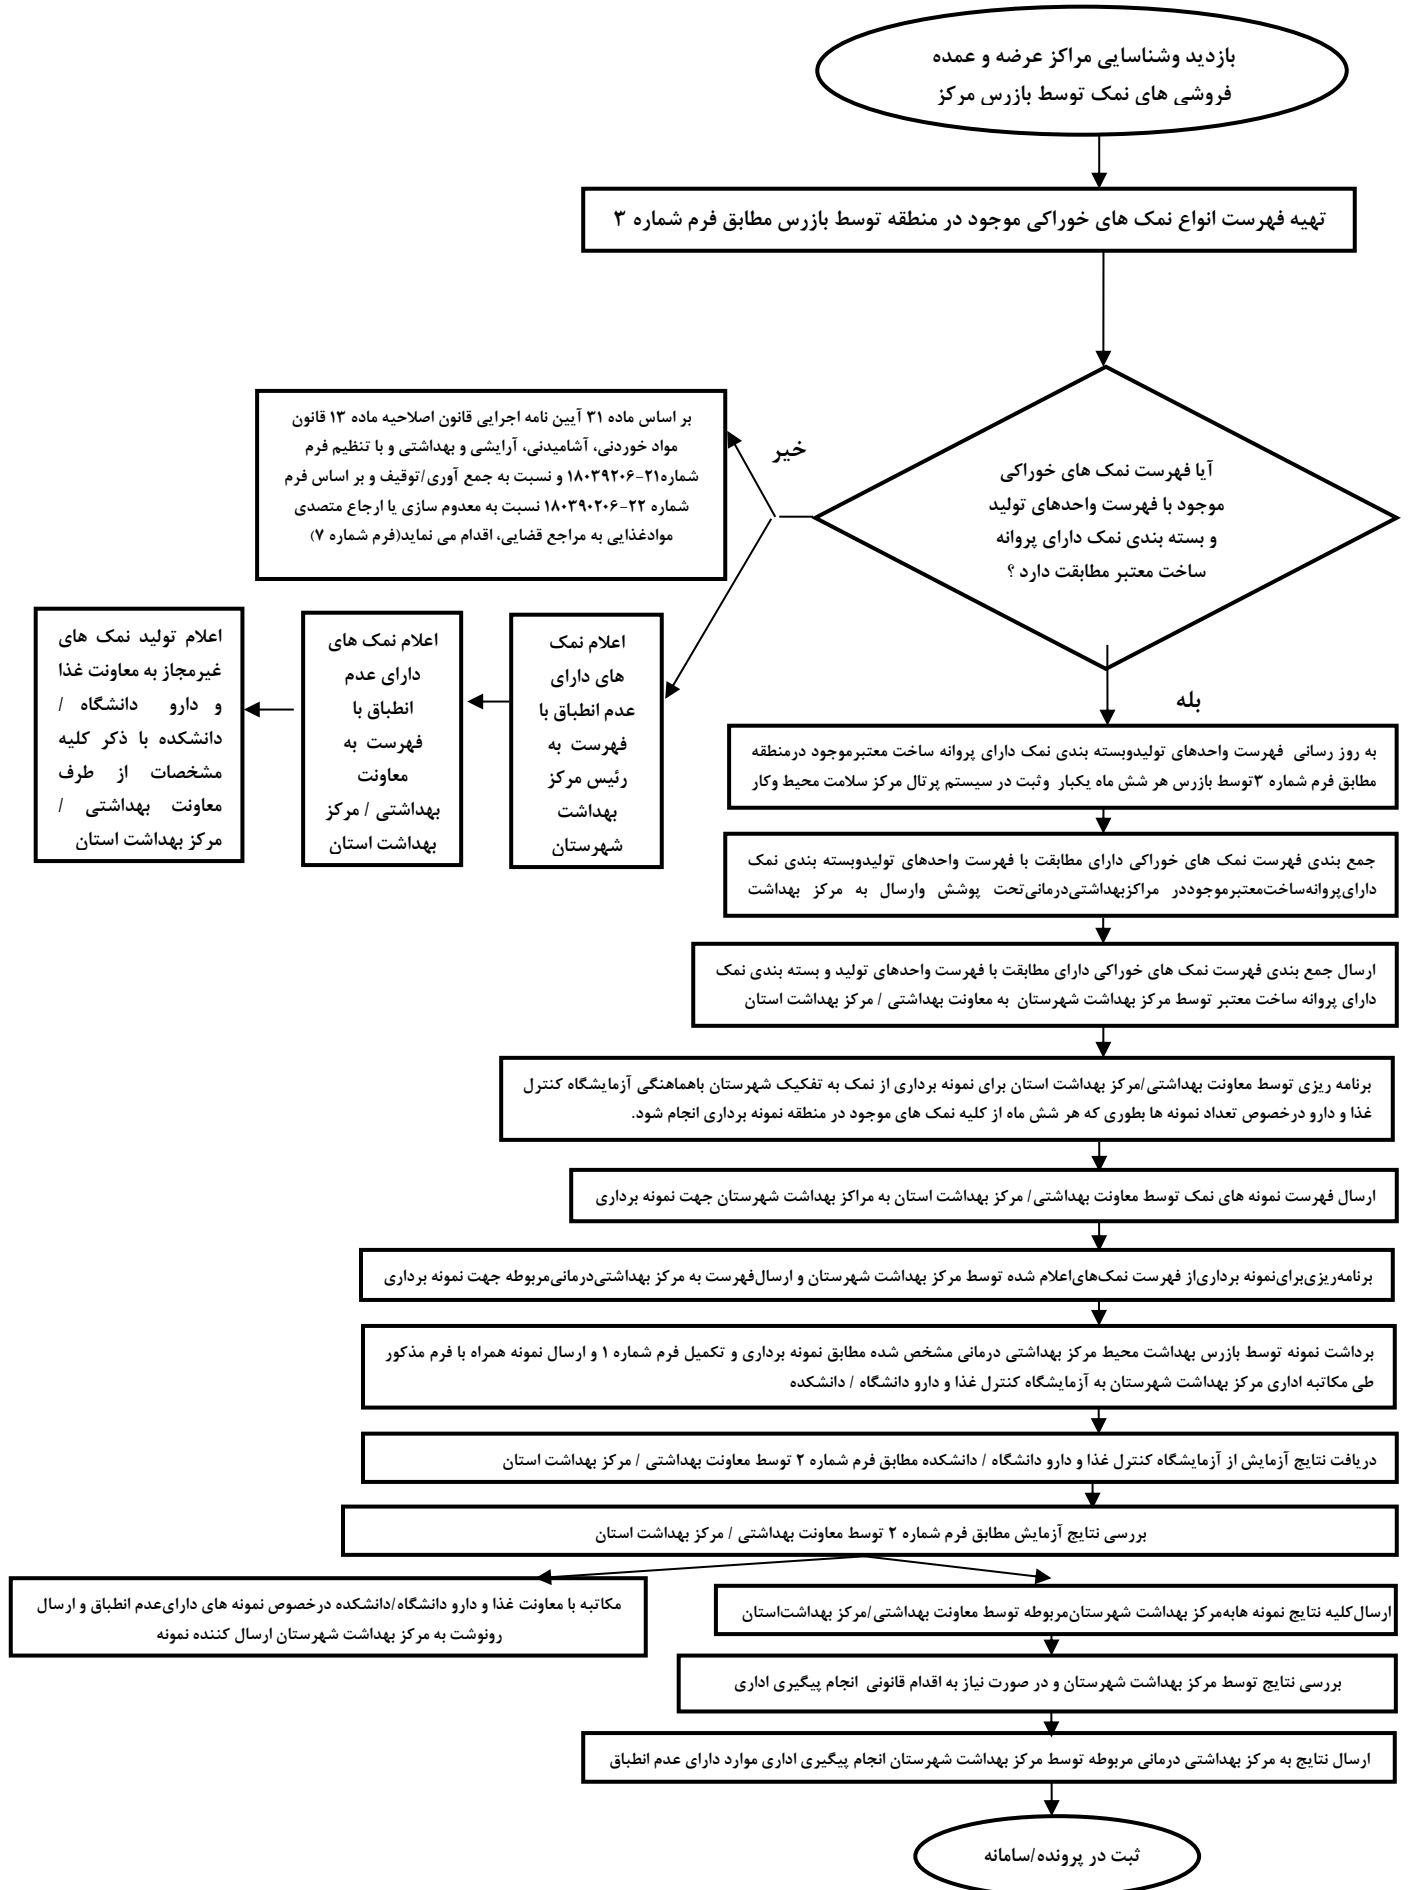 بازدید وشناسایی مراکز عرضه و عمده
فروشی های نمک توسط بازرس مرکز
تهیه فهرست انواع نمک های خوراکی موجود در منطقه توسط بازرس مطابق فرم شماره ۳
آیا فهرست نمک های خوراکی
موجود با فهرست واحدهای تولید
و بسته بندی نمک دارای پروانه
ساخت معتبر مطابقت دارد ؟
خیر
بر اساس ماده ۳۱ آیین نامه اجرایی قانون اصلاحیه ماده ۱۳ قانون
مواد خوردنی، آشامیدنی، آرایشی و بهداشتی و با تنظیم فرم
شماره۲۱-۱۸۰۳۹۲۰۶ و نسبت به جمع آوری/توقیف و بر اساس فرم
شماره ۲۲-۱۸۰۳۹۰۲۰۶ نسبت به معدوم سازی یا ارجاع متصدی
موادغذایی به مراجع قضایی، اقدام می نماید(فرم شماره ۷)
اعلام نمک
های دارای
عدم انطباق با
فهرست به
رئیس مرکز
بهداشت
شهرستان
اعلام نمک های
دارای عدم
انطباق با
فهرست به
معاونت
بهداشتی / مرکز
بهداشت استان
اعلام تولید نمک های
غیرمجاز به معاونت غذا
و دارو دانشگاه /
دانشکده با ذکر کلیه
مشخصات از طرف
معاونت بهداشتی /
مرکز بهداشت استان
بله
به روز رسانی فهرست واحدهای تولیدوبسته بندی نمک دارای پروانه ساخت معتبرموجود درمنطقه
مطابق فرم شماره ۳توسط بازرس هر شش ماه یکبار وثبت در سیستم پرتال مرکز سلامت محیط وکار
جمع بندی فهرست نمک های خوراکی دارای مطابقت با فهرست واحدهای تولیدوبسته بندی نمک
دارای‌پروانه‌ساخت‌معتبرموجوددر مراکزبهداشتی‌درمانی‌تحت پوشش وارسال به مرکز بهداشت
ارسال جمع بندی فهرست نمک های خوراکی دارای مطابقت با فهرست واحدهای تولید و بسته بندی نمک
دارای پروانه ساخت معتبر توسط مرکز بهداشت شهرستان به معاونت بهداشتی / مرکز بهداشت استان
برنامه ریزی توسط معاونت بهداشتی/مرکز بهداشت استان برای نمونه برداری از نمک به تفکیک شهرستان باهماهنگی آزمایشگاه کنترل
غذا و دارو درخصوص تعداد نمونه ها بطوری که هر شش ماه از کلیه نمک های موجود در منطقه نمونه برداری انجام شود.
ارسال فهرست نمونه های نمک توسط معاونت بهداشتی/ مرکز بهداشت استان به مراکز بهداشت شهرستان جهت نمونه برداری
برنامه‌ریزی‌برای‌نمونه برداری‌از فهرست نمک‌های‌اعلام شده توسط مرکز بهداشت شهرستان و ارسال‌فهرست به مرکز بهداشتی‌درمانی‌مربوطه جهت نمونه برداری
برداشت نمونه توسط بازرس بهداشت محیط مرکز بهداشتی درمانی مشخص شده مطابق نمونه برداری و تکمیل فرم شماره ۱ و ارسال نمونه همراه با فرم مذکور
طی مکاتبه اداری مرکز بهداشت شهرستان به آزمایشگاه کنترل غذا و دارو دانشگاه / دانشکده
دریافت نتایج آزمایش از آزمایشگاه کنترل غذا و دارو دانشگاه / دانشکده مطابق فرم شماره ۲ توسط معاونت بهداشتی / مرکز بهداشت استان
بررسی نتایج آزمایش مطابق فرم شماره ۲ توسط معاونت بهداشتی / مرکز بهداشت استان
ارسال‌کلیه نتایج نمونه هابه‌مرکز بهداشت شهرستان‌مربوطه توسط معاونت بهداشتی/مرکز بهداشت‌استان
مکاتبه با معاونت غذا و دارو دانشگاه/دانشکده درخصوص نمونه های دارای‌عدم انطباق و ارسال
رونوشت به مرکز بهداشت شهرستان ارسال کننده نمونه
بررسی نتایج توسط مرکز بهداشت شهرستان و در صورت نیاز به اقدام قانونی انجام پیگیری اداری
ارسال نتایج به مرکز بهداشتی درمانی مربوطه توسط مرکز بهداشت شهرستان انجام پیگیری اداری موارد دارای عدم انطباق
ثبت در پرونده/سامانه